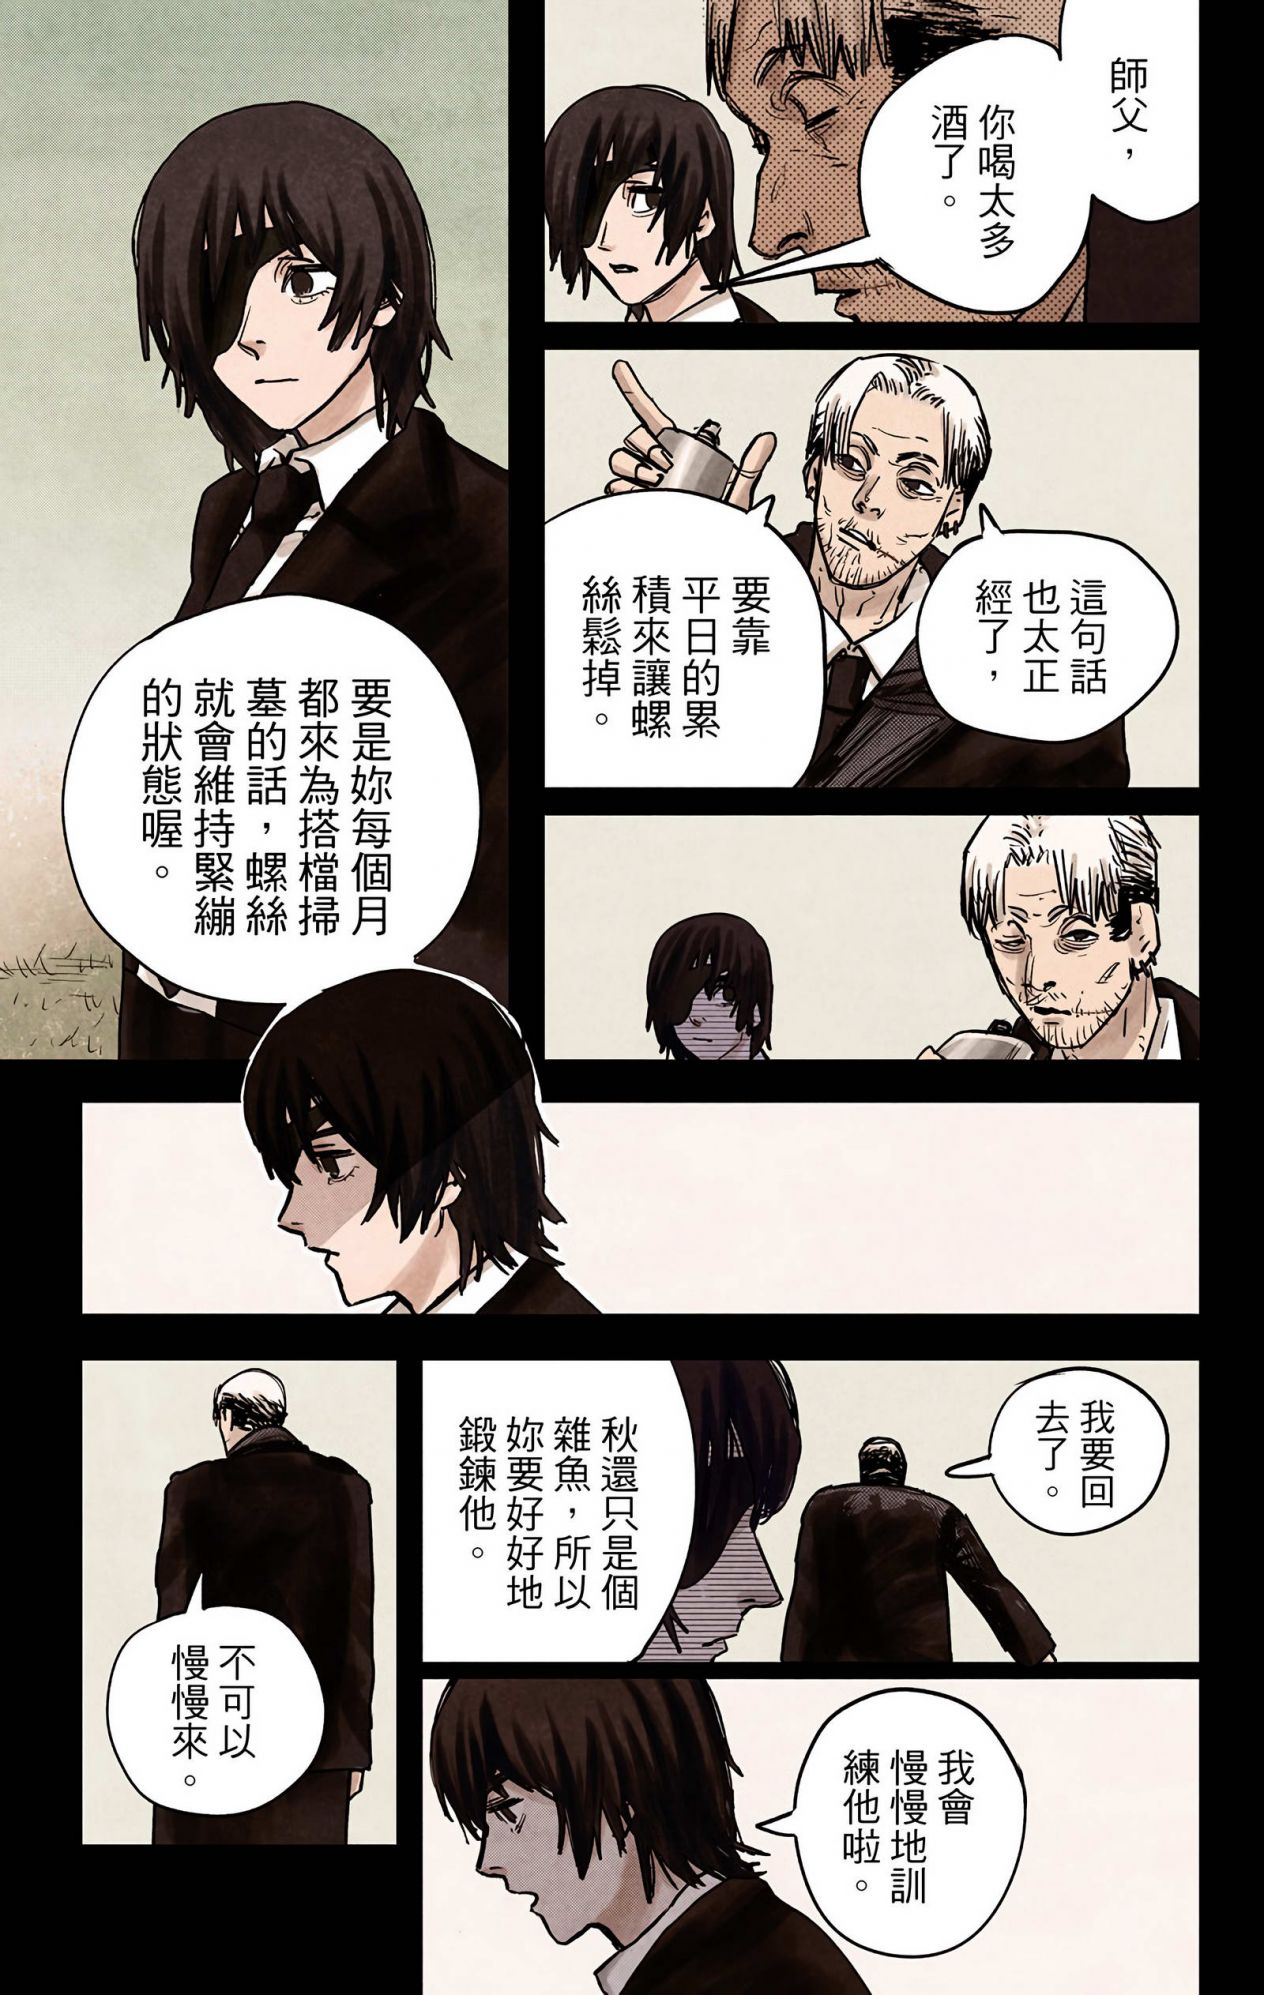 師父，
你喝太多
酒了。
這句話
也太正
經了，
要靠
平日的累
積來讓螺
絲鬆掉。
要是妳每個月
都來為搭檔掃
墓的話，螺絲
就會維持緊繃
的狀態喔。
我要回
去了。
秋還只是個
雜魚，所以
妳要好好地
鍛鍊他。
我會
慢慢地訓
練他啦。
不可以
慢慢來。